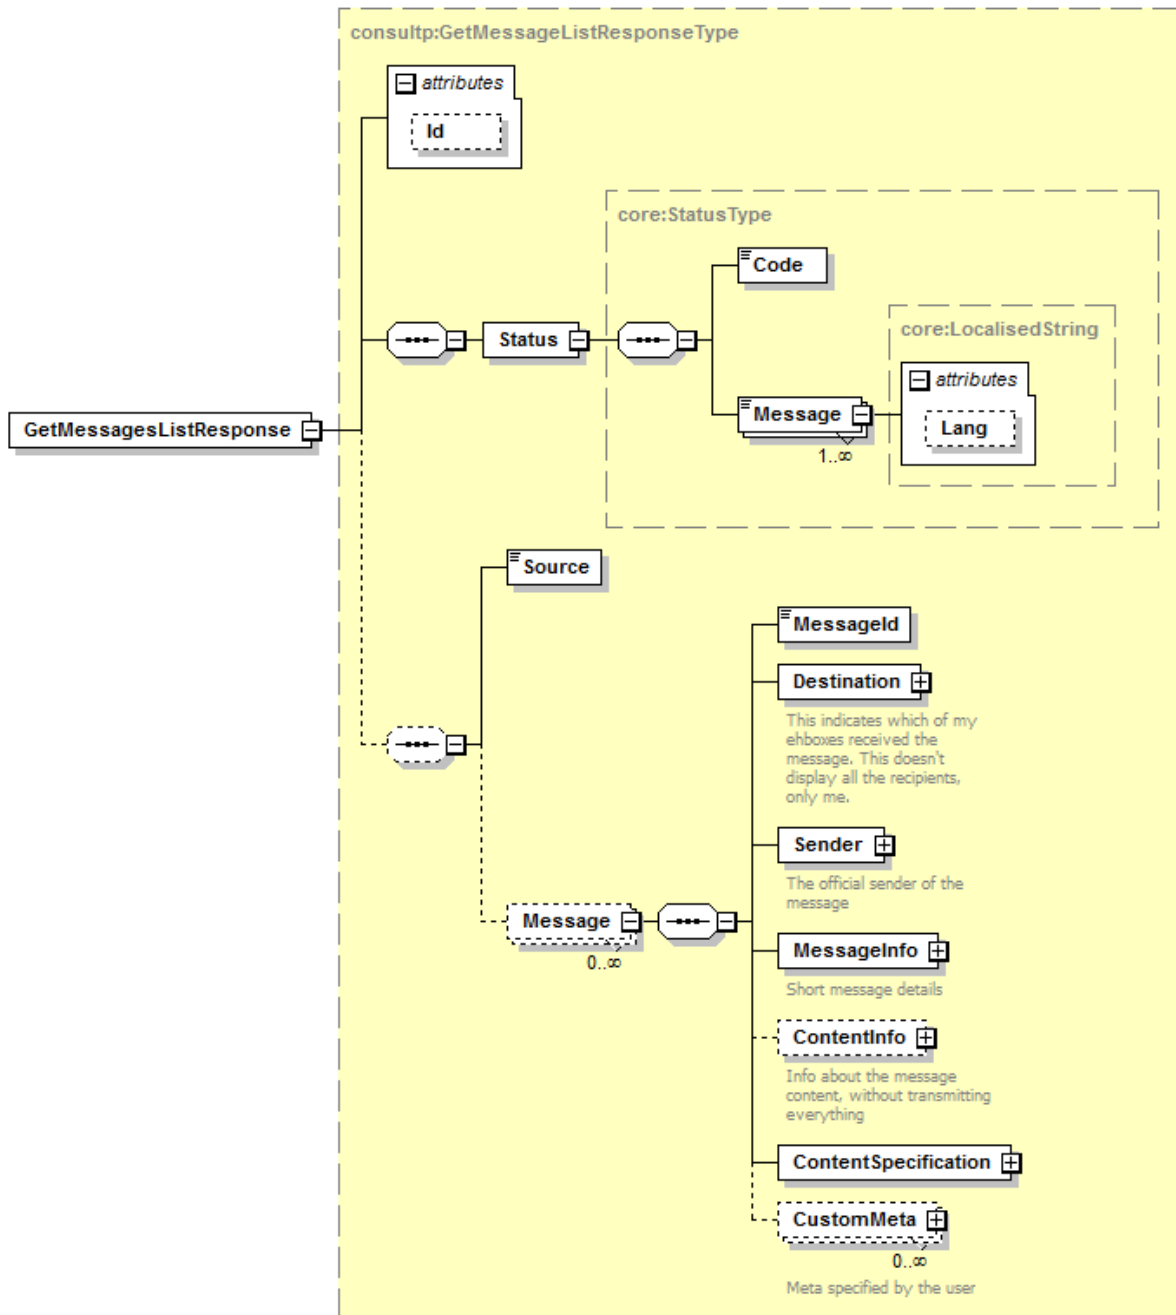 consultp:GetMessageListResponseType
attributes
Id
core:StatusType
Code
core:LocalisedString
Status
attributes
Message
Lang
GetMessagesListResponse
1..∞
Source
MessageId
Destination
This indicates which of my
ehboxes received the
message. This doesn't
display all the recipients,
only me.
Sender
The official sender of the
message
Message
0..∞
MessageInfo
Short message details
ContentInfo
Info about the message
content, without transmitting
everything
ContentSpecification
CustomMeta
0..∞
Meta specified by the user